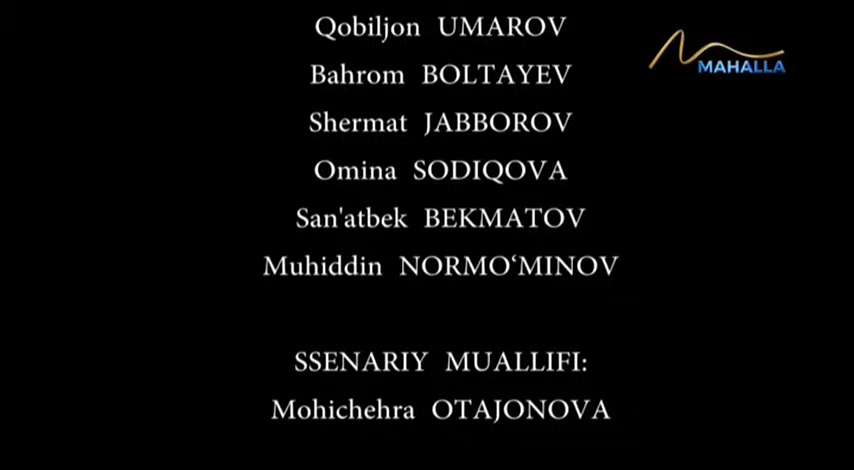 Qobiljon UMAROV
MAHALLA
Bahrom BOLTAYEV
Shermat JABBOROV
Omina SODIQOVA
San'atbek BEKMATOV
Muhiddin NORMO‘MINOV
SSENARIY MUALLIFI:
Mohichehra OTAJONOVA